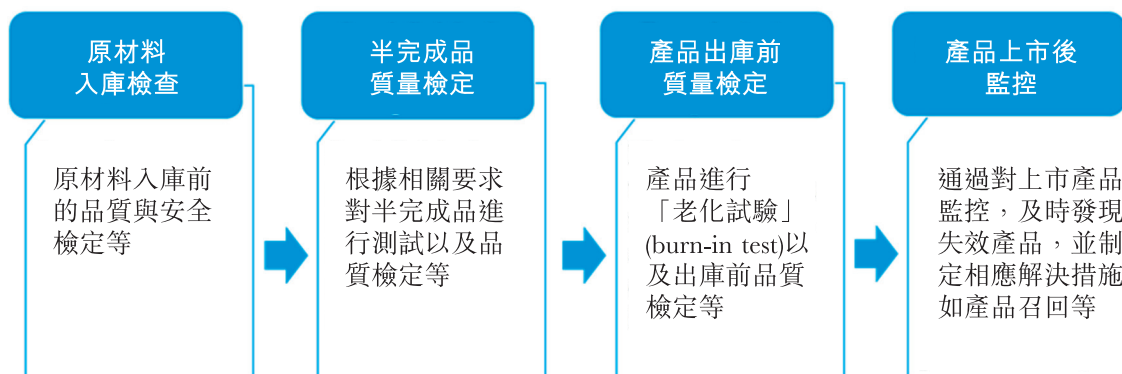 原材料
入庫檢查
原材料入庫前
的品質與安全
檢定等
半完成品
質量檢定
根據相關要求
對半完成品進
行測試以及品
質檢定等
產品出庫前
質量檢定
產品進行
「老化試驗」
(burn-in test)以
及出庫前品質
檢定等
產品上市後
監控
通過對上市產品
監控，及時發現
失效產品，並制
定相應解決措施
如產品召回等